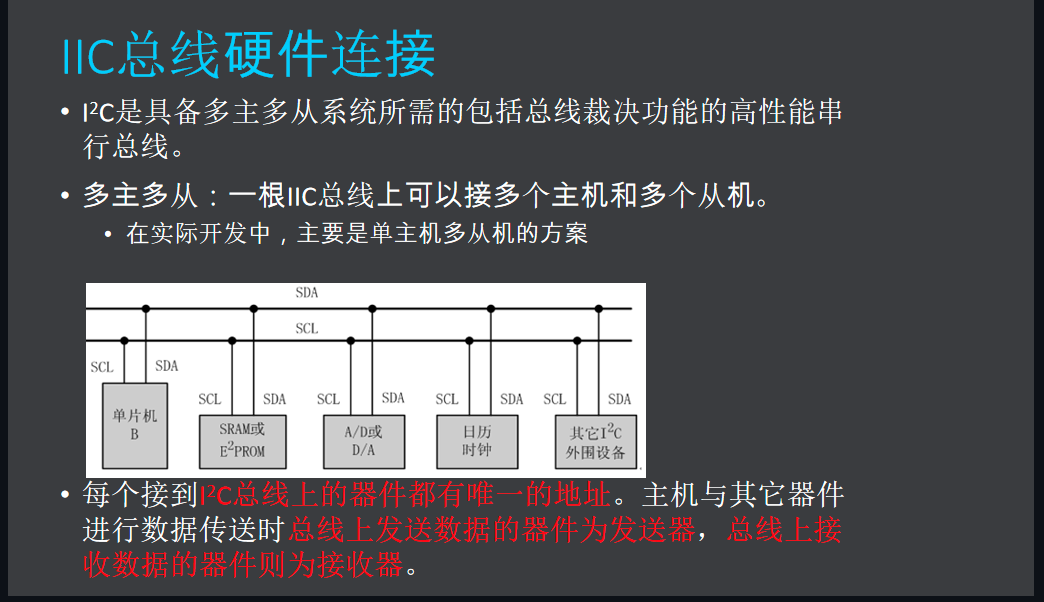 IIC总线硬件连接
• I²C是具备多主多从系统所需的包括总线裁决功能的高性能串
行总线。
• 多主多从：一根IIC总线上可以接多个主机和多个从机。
• 在实际开发中，主要是单主机多从机的方案
SDA
SCL
SCL SDA
SCL SDA SCL SDA SCL SDA SCL SDA
单片机
B
SRAM或
E²PROM
A/D或
D/A
日历
时钟
其它I²C
外围设备
• 每个接到I²C总线上的器件都有唯一的地址。主机与其它器件
进行数据传送时总线上发送数据的器件为发送器，总线上接
收数据的器件则为接收器。